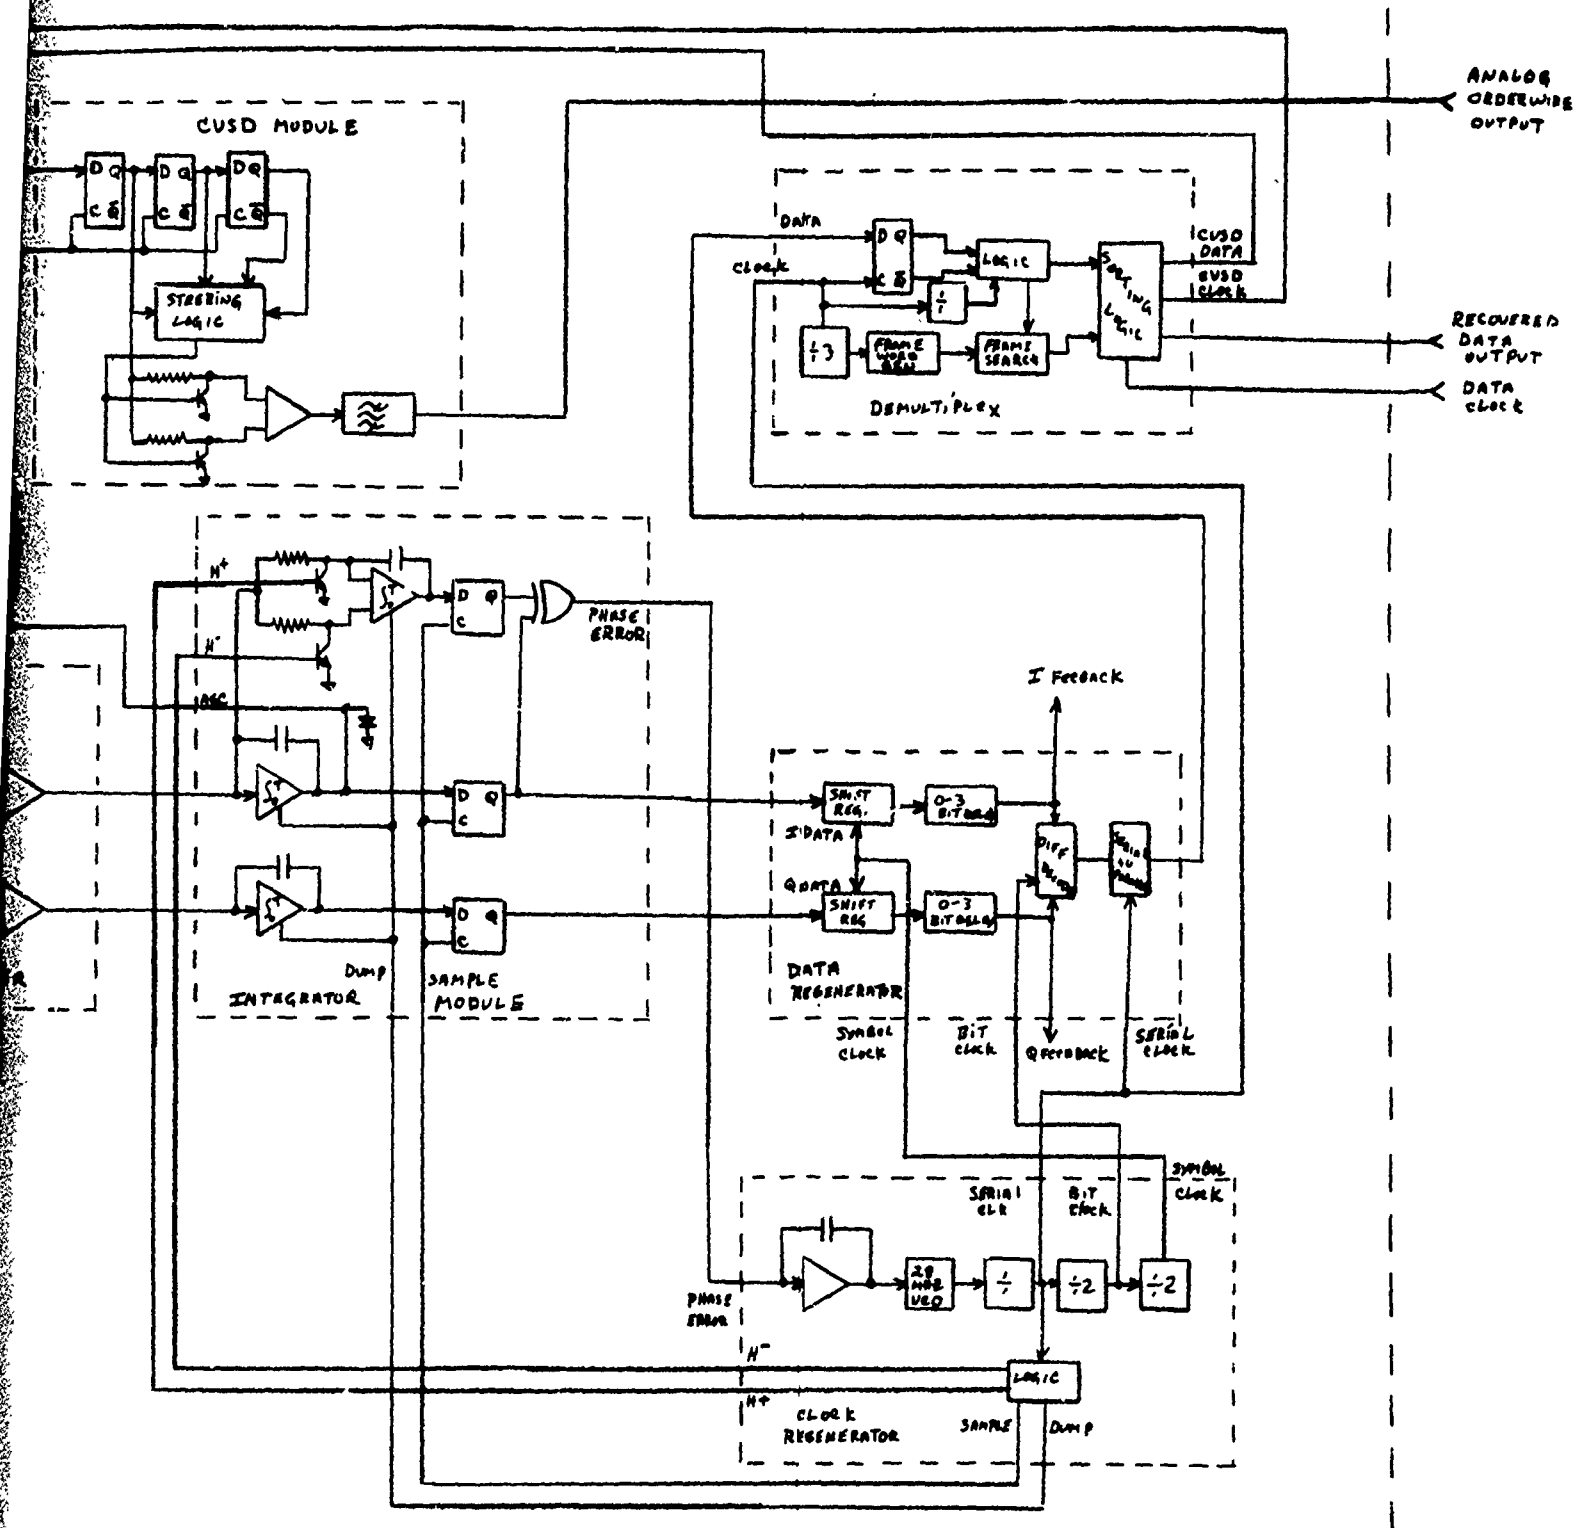 ANALOG
ORDERWIRE
OUTPUT
CVSD MODULE
D Q
C Q̅
D Q
C Q̅
D Q
C Q̅
STEERING
LOGIC
DATA
CLOCK
D Q
C Q̅
LOGIC
÷
÷3
FRAME
WORD
GEN
FRAME
SEARCH
SORTING
LOGIC
CVSD
DATA
CVSD
CLOCK
DEMULTIPLEX
RECOVERED
DATA
OUTPUT
DATA
CLOCK
H+
H-
AGC
D Q
C
PHASE
ERROR
D Q
C
D Q
C
DUMP
INTEGRATOR
SAMPLE
MODULE
R
I FEEDBACK
SHIFT
REG.
0-3
BIT
I DATA
Q DATA
SHIFT
REG
0-3
BIT DELAY
DIFF
SERIAL
DATA
REGENERATOR
SYMBOL
CLOCK
BIT
CLOCK
Q FEEDBACK
SERIAL
CLOCK
SERIAL
CLK
BIT
CLOCK
SYMBOL
CLOCK
PHASE
ERROR
28
MHZ
VCO
÷
÷2
÷2
H-
H+
LOGIC
CLOCK
REGENERATOR
SAMPLE
DUMP